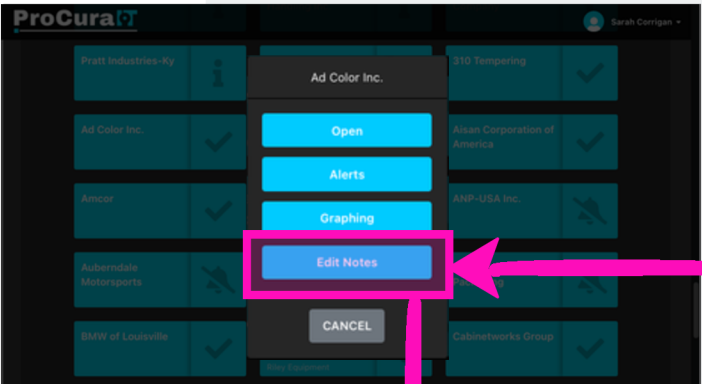 ProCura
Sarah Corrigan
Pratt Industries-Ky
310 Tempering
Ad Color Inc.
Open
Alerts
Graphing
Edit Notes
CANCEL
Ad Color Inc.
Aisan Corporation of
America
Amcor
ANP-USA Inc.
Auberndale
Motorsports
BMW of Louisville
Cabinetworks Group